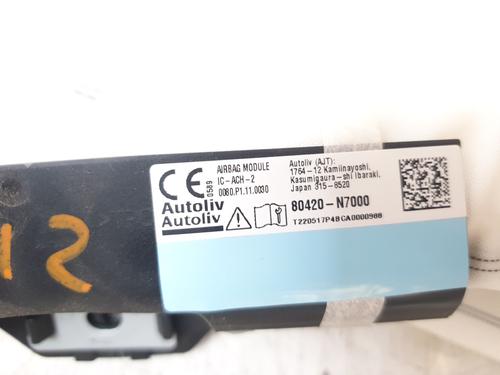 CE
0589
AIRBAG MODULE
IC-ACH-2
0080.P1.11.0030
Autoliv
Autoliv
Autoliv (AJT):
1764-12 Kamiinayoshi,
Kasumigaura-shi Ibaraki,
Japan 315-8520
80420-N7000
T220517P4BCA0000908
12